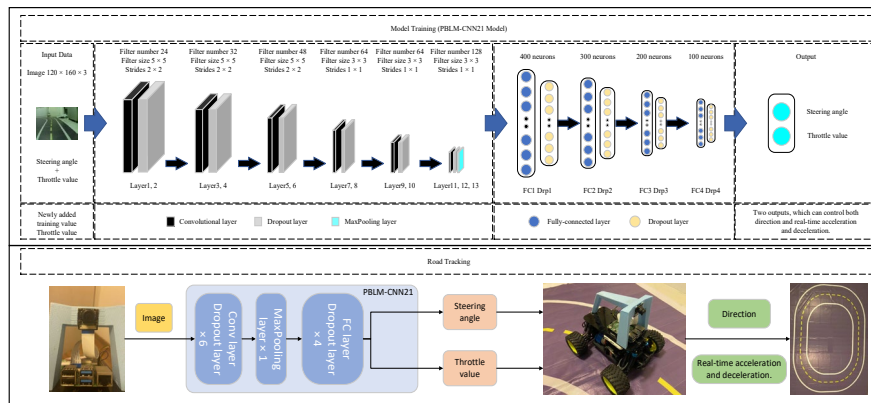 Model Training (PBLM-CNN21 Model)
Input Data
Image 120 × 160 × 3
Steering angle
+
Throttle value
Newly added
training value
Throttle value
Filter number 24
Filter size 5 × 5
Strides 2 × 2
Filter number 32
Filter size 5 × 5
Strides 2 × 2
Filter number 48
Filter size 5 × 5
Strides 2 × 2
Filter number 64
Filter size 3 × 3
Strides 1 × 1
Filter number 64
Filter size 3 × 3
Strides 1 × 1
Filter number 128
Filter size 3 × 3
Strides 1 × 1
Layer1, 2
Layer3, 4
Layer5, 6
Layer7, 8
Layer9, 10
Layer11, 12, 13
Convolutional layer
Dropout layer
MaxPooling layer
400 neurons
300 neurons
200 neurons
100 neurons
FC1 Drp1
FC2 Drp2
FC3 Drp3
FC4 Drp4
Fully-connected layer
Dropout layer
Output
Steering angle
Throttle value
Two outputs, which can control both
direction and real-time acceleration
and deceleration.
Road Tracking
Image
PBLM-CNN21
Conv layer
Dropout layer
×6
MaxPooling
layer×1
FC layer
Dropout layer
×4
Steering
angle
Throttle
value
Direction
Real-time acceleration
and deceleration.